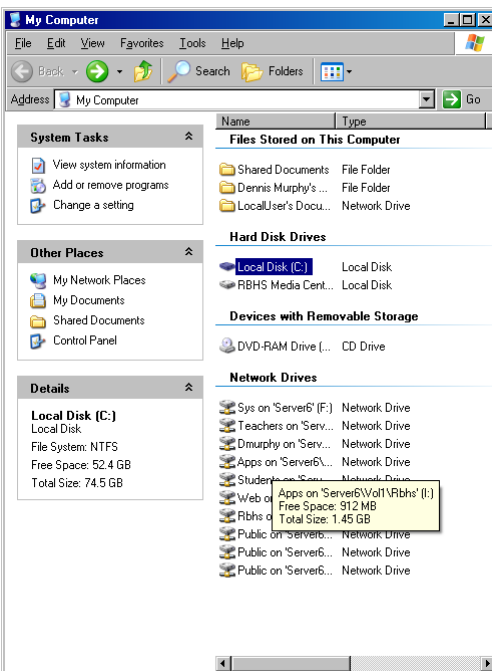 My Computer
File Edit View Favorites Tools Help
Back Search Folders
Address My Computer Go
System Tasks
View system information
Add or remove programs
Change a setting
Other Places
My Network Places
My Documents
Shared Documents
Control Panel
Details
Local Disk (C:)
Local Disk
File System: NTFS
Free Space: 52.4 GB
Total Size: 74.5 GB
Name Type
Files Stored on This Computer
Shared Documents File Folder
Dennis Murphy's ... File Folder
LocalUser's Docu... Network Drive
Hard Disk Drives
Local Disk (C:) Local Disk
RBHS Media Cent... Local Disk
Devices with Removable Storage
DVD-RAM Drive (... CD Drive
Network Drives
Sys on 'Server6' (F:) Network Drive
Teachers on 'Serv... Network Drive
Dmurphy on 'Serv... Network Drive
Apps on 'Server6\... Network Drive
Students Network Drive
Web
Rbhs
Apps on 'Server6\Vol1\Rbhs' (I:)
Free Space: 912 MB
Total Size: 1.45 GB
Public on 'Server6... Network Drive
Public on 'Server6... Network Drive
Public on 'Server6... Network Drive